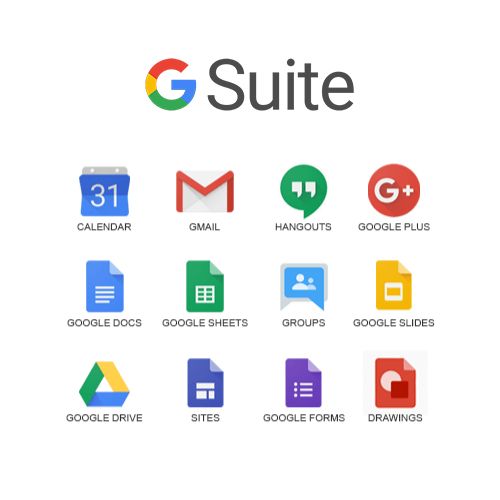 G Suite
31
CALENDAR
GMAIL
HANGOUTS
G+
GOOGLE PLUS
GOOGLE DOCS
GOOGLE SHEETS
GROUPS
GOOGLE SLIDES
GOOGLE DRIVE
SITES
GOOGLE FORMS
DRAWINGS